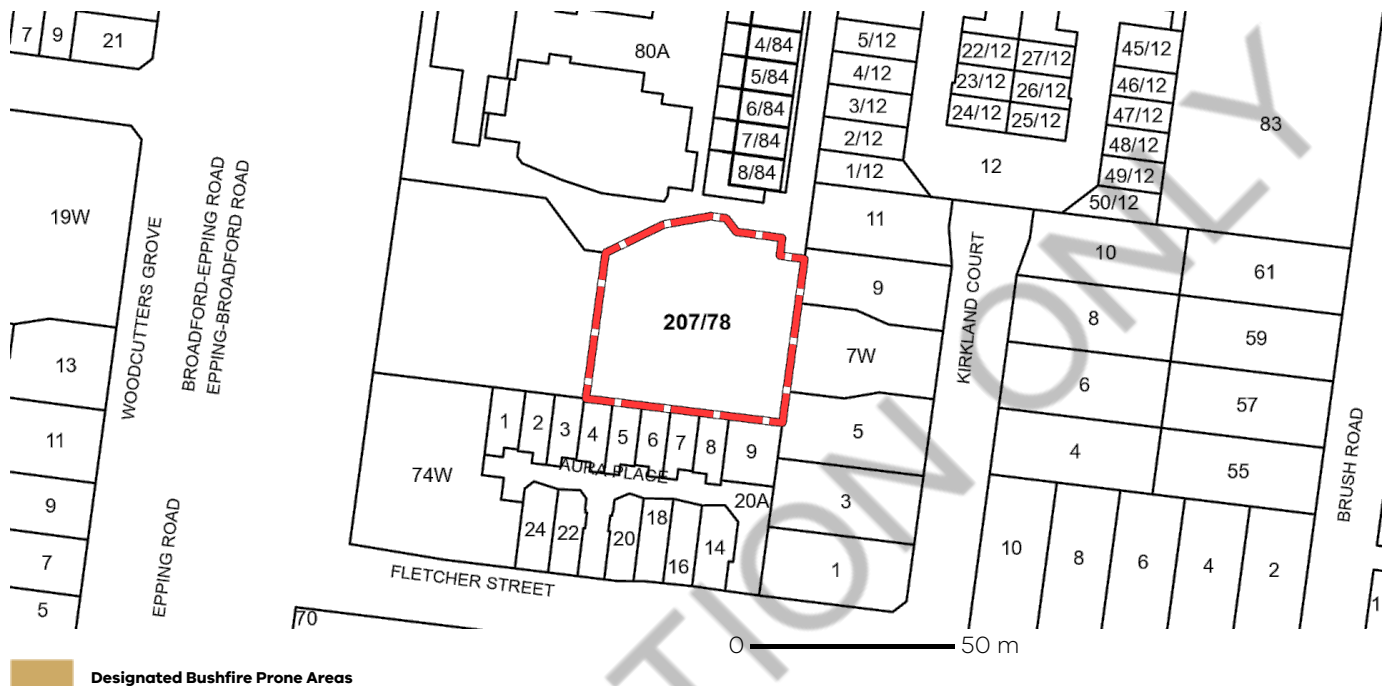 7 9 21
80A
4/84
5/84
6/84
7/84
8/84
5/12
4/12
3/12
2/12
1/12
22/12 27/12
23/12 26/12
24/12 25/12
45/12
46/12
47/12
48/12
49/12
50/12
83
12
19W
WOODCUTTERS GROVE
BROADFORD-EPPING ROAD
EPPING-BROADFORD ROAD
207/78
11
9
7W
5
3
1
KIRKLAND COURT
10
8
6
4
61
59
57
55
BRUSH ROAD
13
11
9
7
5
EPPING ROAD
74W
1 2 3 4 5 6 7 8 9
AURA PLACE
20A
24 22 20 18 16 14
FLETCHER STREET
70
10 8 6 4 2
1
0 50 m
Designated Bushfire Prone Areas
TION ONLY